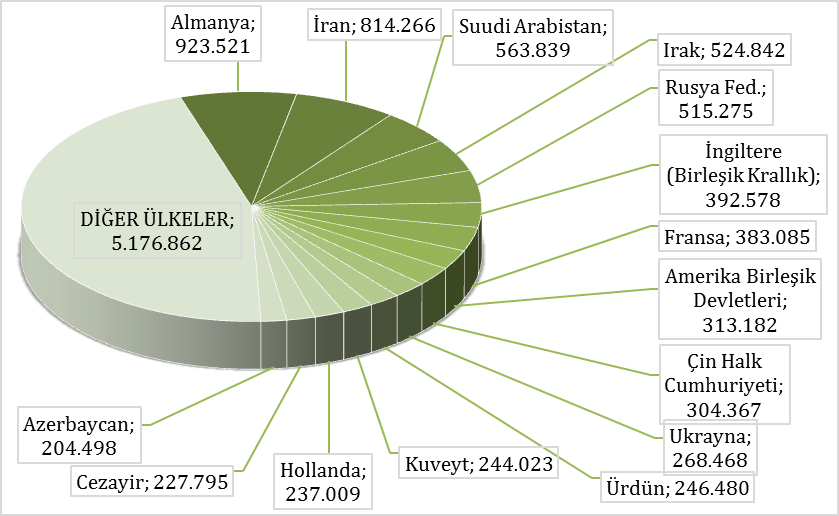 Almanya;
923.521
İran; 814.266
Suudi Arabistan;
563.839
Irak; 524.842
Rusya Fed.;
515.275
İngiltere
(Birleşik Krallık);
392.578
Fransa; 383.085
Amerika Birleşik
Devletleri;
313.182
Çin Halk
Cumhuriyeti;
304.367
Ukrayna;
268.468
Ürdün; 246.480
Kuveyt; 244.023
Hollanda;
237.009
Cezayir; 227.795
Azerbaycan;
204.498
DİĞER ÜLKELER;
5.176.862